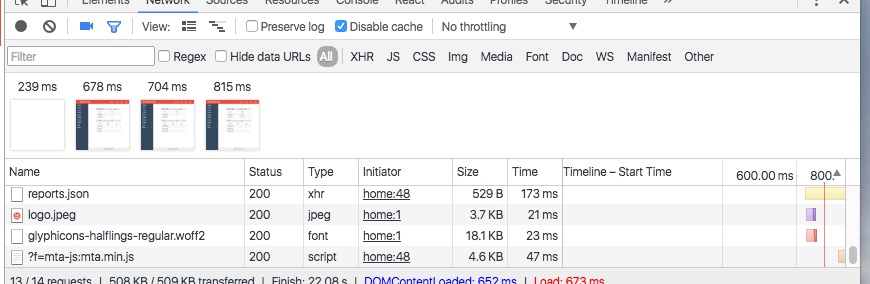 Elements Network Sources Resources Console React Audits Profiles Security Timeline
View: Preserve log Disable cache No throttling
Filter Regex Hide data URLs All XHR JS CSS Img Media Font Doc WS Manifest Other
239 ms 678 ms 704 ms 815 ms
Name Status Type Initiator Size Time Timeline – Start Time 600.00 ms 800.
reports.json 200 xhr home:48 529 B 173 ms
logo.jpeg 200 jpeg home:1 3.7 KB 21 ms
glyphicons-halflings-regular.woff2 200 font home:1 18.1 KB 23 ms
?f=mta-js:mta.min.js 200 script home:48 4.6 KB 47 ms
13 / 14 requests | 508 KB / 509 KB transferred | Finish: 22.08 s | DOMContentLoaded: 652 ms | Load: 673 ms